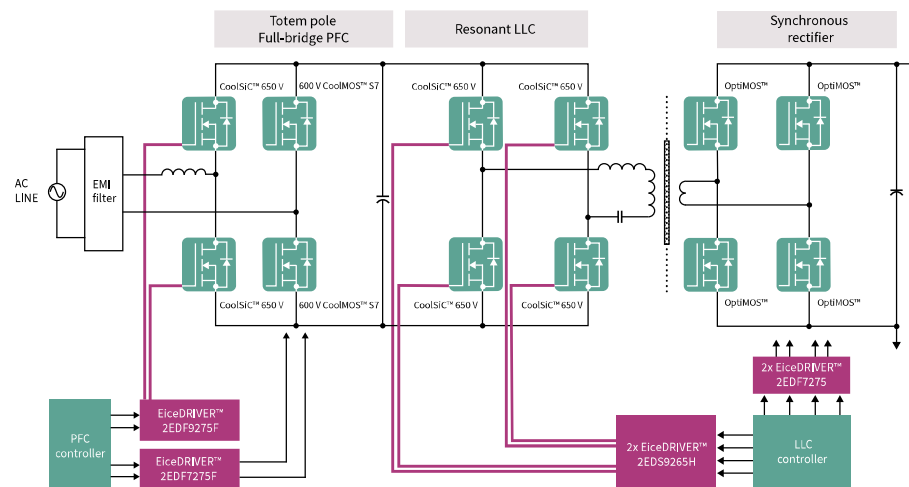 Totem pole
Full-bridge PFC
Resonant LLC
Synchronous
rectifier
CoolSiC™ 650 V
600 V CoolMOS™ S7
CoolSiC™ 650 V
CoolSiC™ 650 V
OptiMOS™
OptiMOS™
AC
LINE
EMI
filter
CoolSiC™ 650 V
600 V CoolMOS™ S7
CoolSiC™ 650 V
CoolSiC™ 650 V
OptiMOS™
OptiMOS™
2x EiceDRIVER™
2EDF7275
PFC
controller
EiceDRIVER™
2EDF9275F
EiceDRIVER™
2EDF7275F
2x EiceDRIVER™
2EDS9265H
LLC
controller